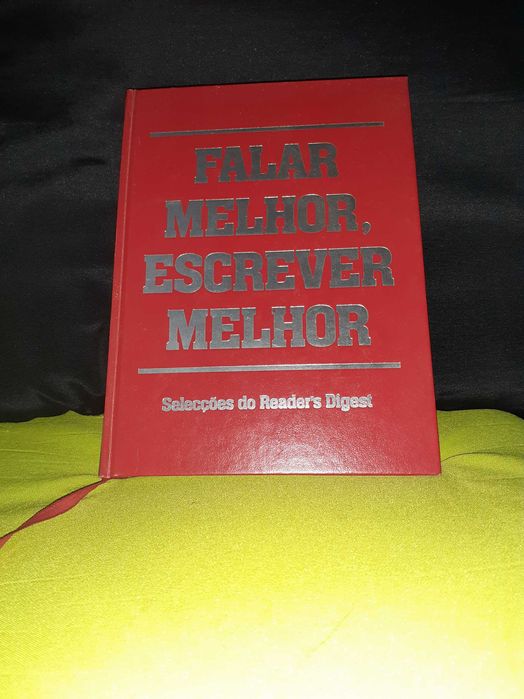 FALAR
MELHOR,
ESCREVER
MELHOR
Selecções do Reader's Digest